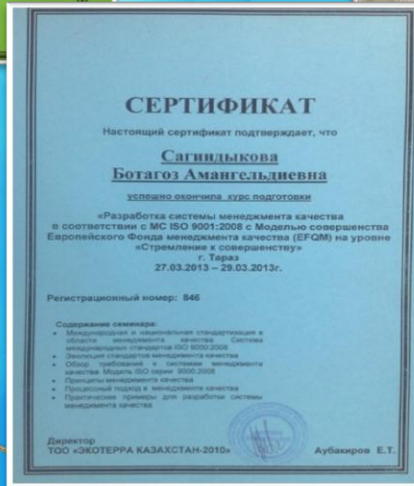 СЕРТИФИКАТ
Настоящий сертификат подтверждает, что
Сагиндыкова
Ботагоз Амангельдиевна
успешно окончила курс подготовки
«Разработка системы менеджмента качества
в соответствии с МС ISO 9001:2008 с Моделью совершенства
Европейского Фонда менеджмента качества (EFQM) на уровне
«Стремление к совершенству»
г. Тараз
27.03.2013 – 29.03.2013г.
Регистрационный номер: 846
Содержание семинара:
• Международная и национальная стандартизация в
области менеджмента качества Система
международных стандартов ISO 9000:2008
• Эволюция стандартов менеджмента качества
• Обзор требований к системам менеджмента
качества Модель ISO серии 9000:2008
• Принципы менеджмента качества
• Процессный подход в менеджменте качества
• Практические примеры для разработки системы
менеджмента качества
Директор
ТОО «ЭКОТЕРРА КАЗАХСТАН-2010» Аубакиров Е.Т.